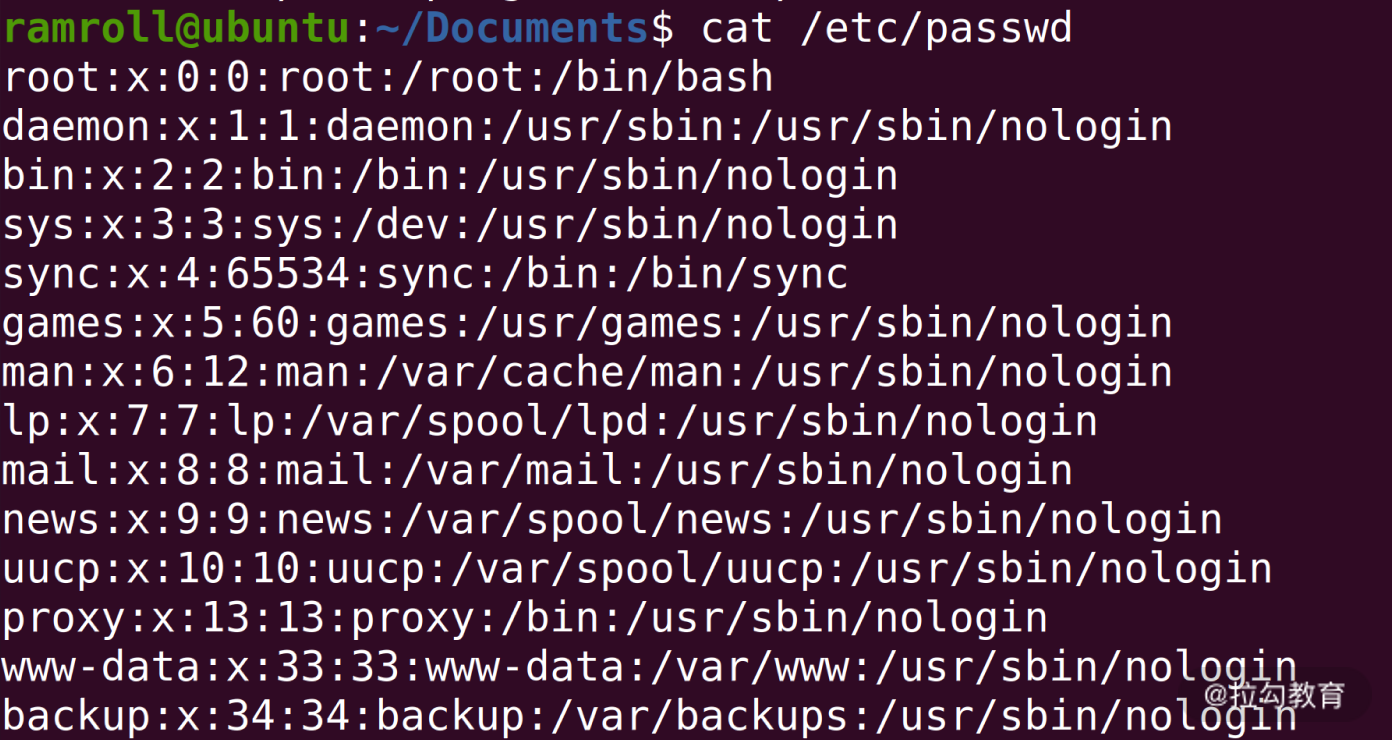 ramroll@ubuntu:~/Documents$ cat /etc/passwd
root:x:0:0:root:/root:/bin/bash
daemon:x:1:1:daemon:/usr/sbin:/usr/sbin/nologin
bin:x:2:2:bin:/bin:/usr/sbin/nologin
sys:x:3:3:sys:/dev:/usr/sbin/nologin
sync:x:4:65534:sync:/bin:/bin/sync
games:x:5:60:games:/usr/games:/usr/sbin/nologin
man:x:6:12:man:/var/cache/man:/usr/sbin/nologin
lp:x:7:7:lp:/var/spool/lpd:/usr/sbin/nologin
mail:x:8:8:mail:/var/mail:/usr/sbin/nologin
news:x:9:9:news:/var/spool/news:/usr/sbin/nologin
uucp:x:10:10:uucp:/var/spool/uucp:/usr/sbin/nologin
proxy:x:13:13:proxy:/bin:/usr/sbin/nologin
www-data:x:33:33:www-data:/var/www:/usr/sbin/nologin
backup:x:34:34:backup:/var/backups:/usr/sbin/nologin
@拉勾教育